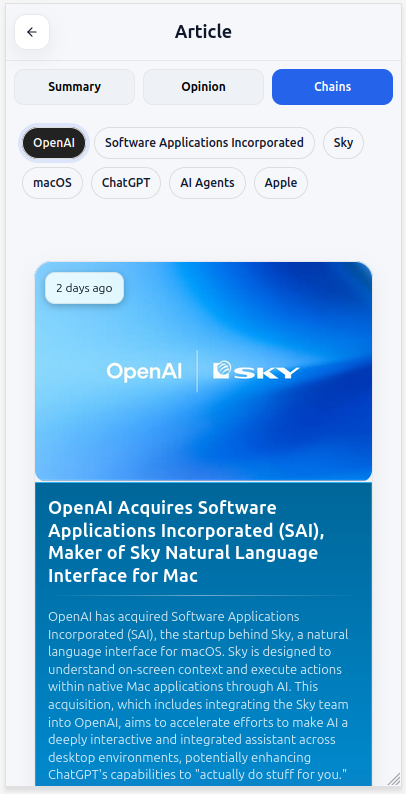 Article
Summary
Opinion
Chains
OpenAI
Software Applications Incorporated
Sky
macOS
ChatGPT
AI Agents
Apple
2 days ago
OpenAI
SKY
OpenAI Acquires Software
Applications Incorporated (SAI),
Maker of Sky Natural Language
Interface for Mac
OpenAI has acquired Software Applications
Incorporated (SAI), the startup behind Sky, a natural
language interface for macOS. Sky is designed to
understand on-screen context and execute actions
within native Mac applications through AI. This
acquisition, which includes integrating the Sky team
into OpenAI, aims to accelerate efforts to make AI a
deeply interactive and integrated assistant across
desktop environments, potentially enhancing
ChatGPT's capabilities to "actually do stuff for you."